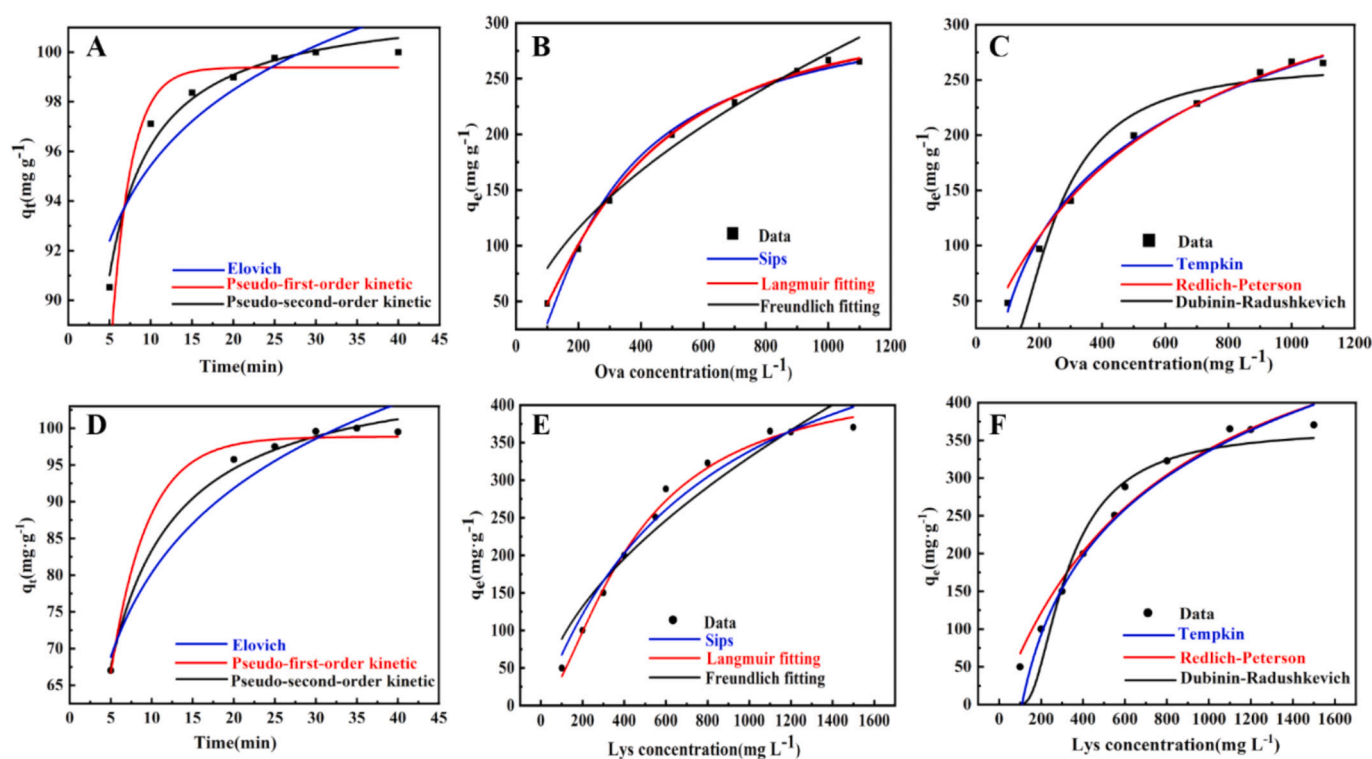 A
q_t(mg g⁻¹)
100
98
96
94
92
90
Elovich
Pseudo-first-order kinetic
Pseudo-second-order kinetic
0 5 10 15 20 25 30 35 40 45
Time(min)
B
q_e(mg g⁻¹)
300
250
200
150
100
50
Data
Sips
Langmuir fitting
Freundlich fitting
0 200 400 600 800 1000 1200
Ova concentration(mg L⁻¹)
C
q_e(mg g⁻¹)
300
250
200
150
100
50
Data
Tempkin
Redlich-Peterson
Dubinin-Radushkevich
0 200 400 600 800 1000 1200
Ova concentration(mg L⁻¹)
D
q_t(mg·g⁻¹)
100
95
90
85
80
75
70
65
Elovich
Pseudo-first-order kinetic
Pseudo-second-order kinetic
0 5 10 15 20 25 30 35 40 45
Time(min)
E
q_e(mg·g⁻¹)
400
350
300
250
200
150
100
50
0
Data
Sips
Langmuir fitting
Freundlich fitting
0 200 400 600 800 1000 1200 1400 1600
Lys concentration(mg L⁻¹)
F
q_e(mg·g⁻¹)
400
350
300
250
200
150
100
50
0
Data
Tempkin
Redlich-Peterson
Dubinin-Radushkevich
0 200 400 600 800 1000 1200 1400 1600
Lys concentration(mg L⁻¹)